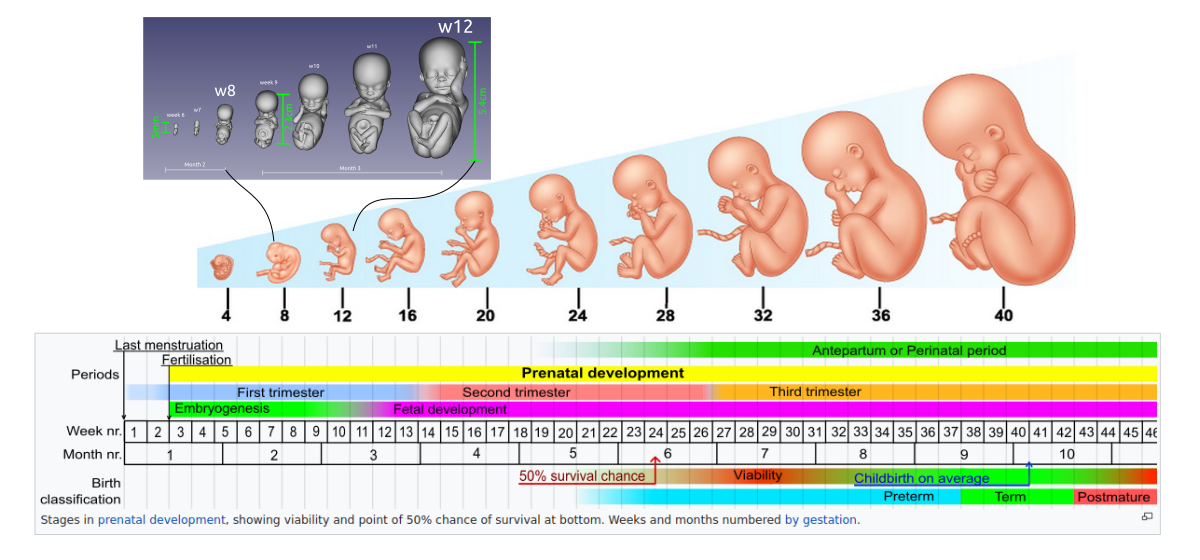 w12
w11
w10
week 9
w8
w7
week 6
5.4cm
Month 2
Month 3
4 8 12 16 20 24 28 32 36 40
Last menstruation
Fertilisation
Antepartum or Perinatal period
Periods
Prenatal development
First trimester Second trimester Third trimester
Embryogenesis Fetal development
Week nr. 1 2 3 4 5 6 7 8 9 10 11 12 13 14 15 16 17 18 19 20 21 22 23 24 25 26 27 28 29 30 31 32 33 34 35 36 37 38 39 40 41 42 43 44 45 46
Month nr. 1 2 3 4 5 6 7 8 9 10
50% survival chance Viability Childbirth on average
Birth
classification
Preterm Term Postmature
Stages in prenatal development, showing viability and point of 50% chance of survival at bottom. Weeks and months numbered by gestation.